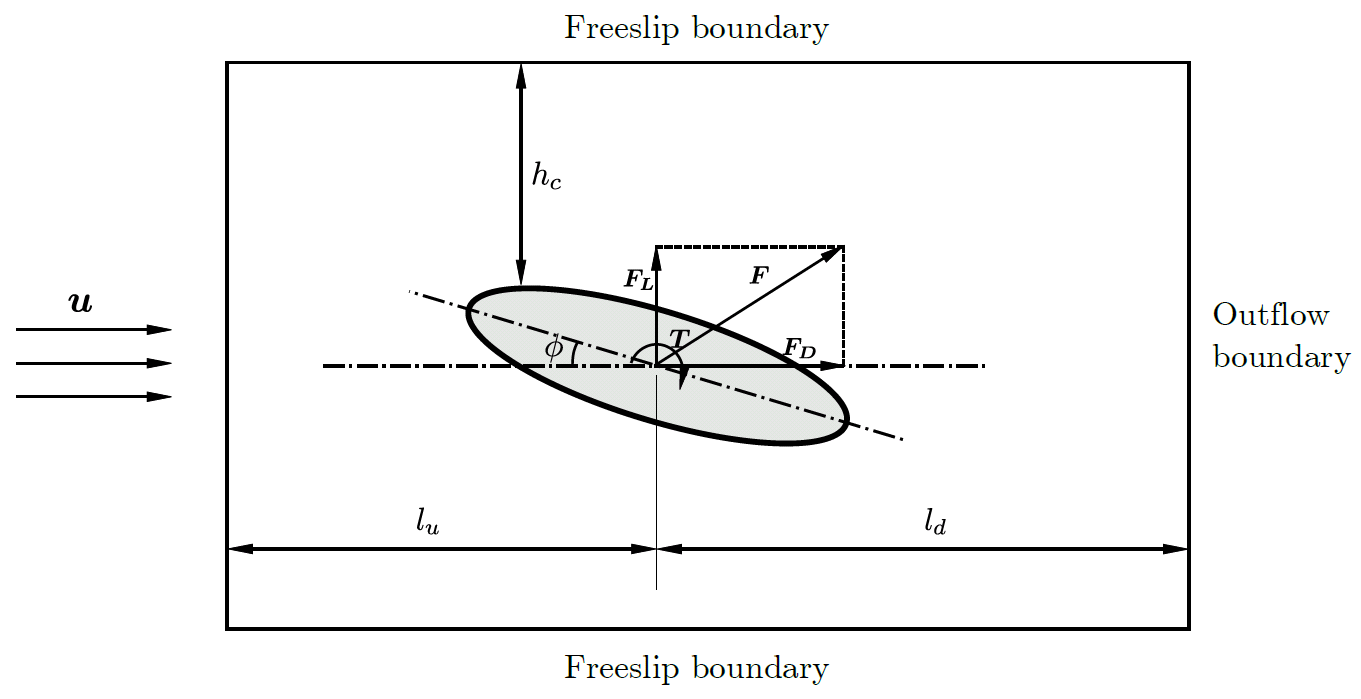 Freeslip boundary
h_c
u
F_L
F
T
F_D
ϕ
Outflow
boundary
l_u
l_d
Freeslip boundary